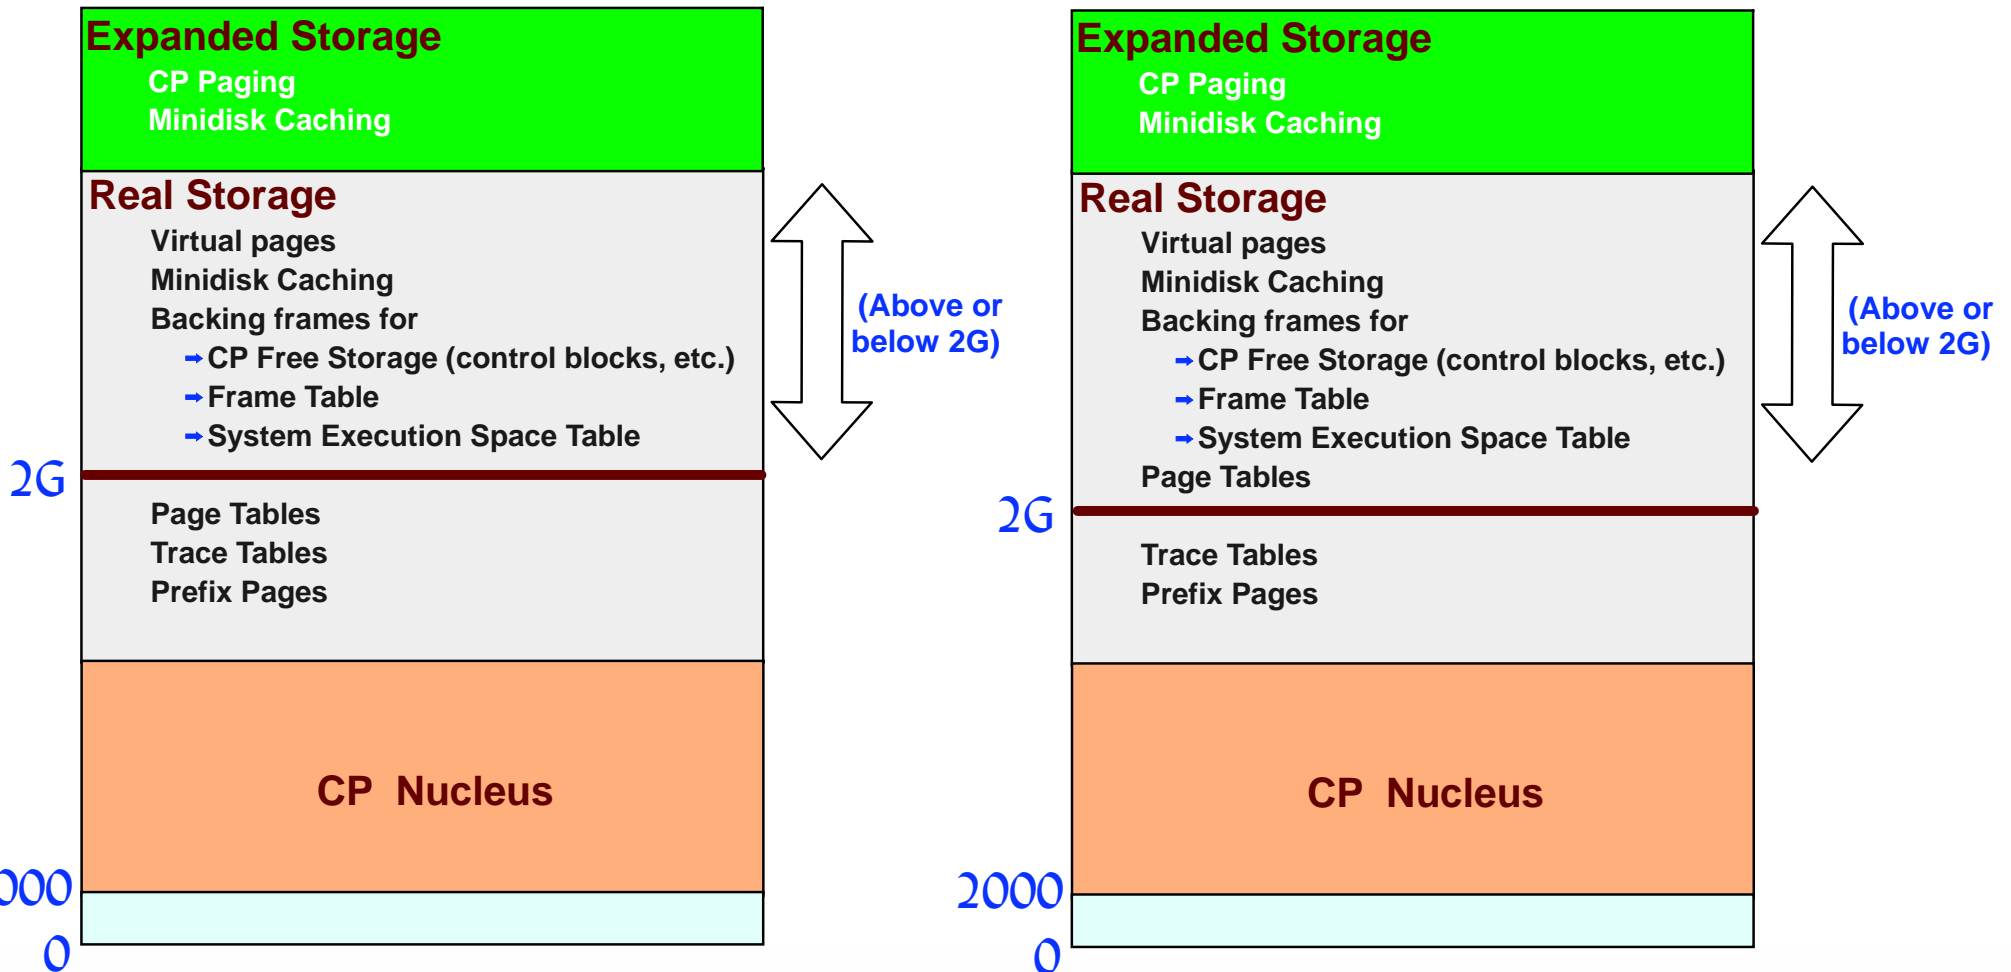 Expanded Storage
CP Paging
Minidisk Caching
Real Storage
Virtual pages
Minidisk Caching
Backing frames for
→ CP Free Storage (control blocks, etc.)
→ Frame Table
→ System Execution Space Table
(Above or
below 2G)
2G
Page Tables
Trace Tables
Prefix Pages
CP Nucleus
000
0
Expanded Storage
CP Paging
Minidisk Caching
Real Storage
Virtual pages
Minidisk Caching
Backing frames for
→ CP Free Storage (control blocks, etc.)
→ Frame Table
→ System Execution Space Table
Page Tables
(Above or
below 2G)
2G
Trace Tables
Prefix Pages
CP Nucleus
2000
0